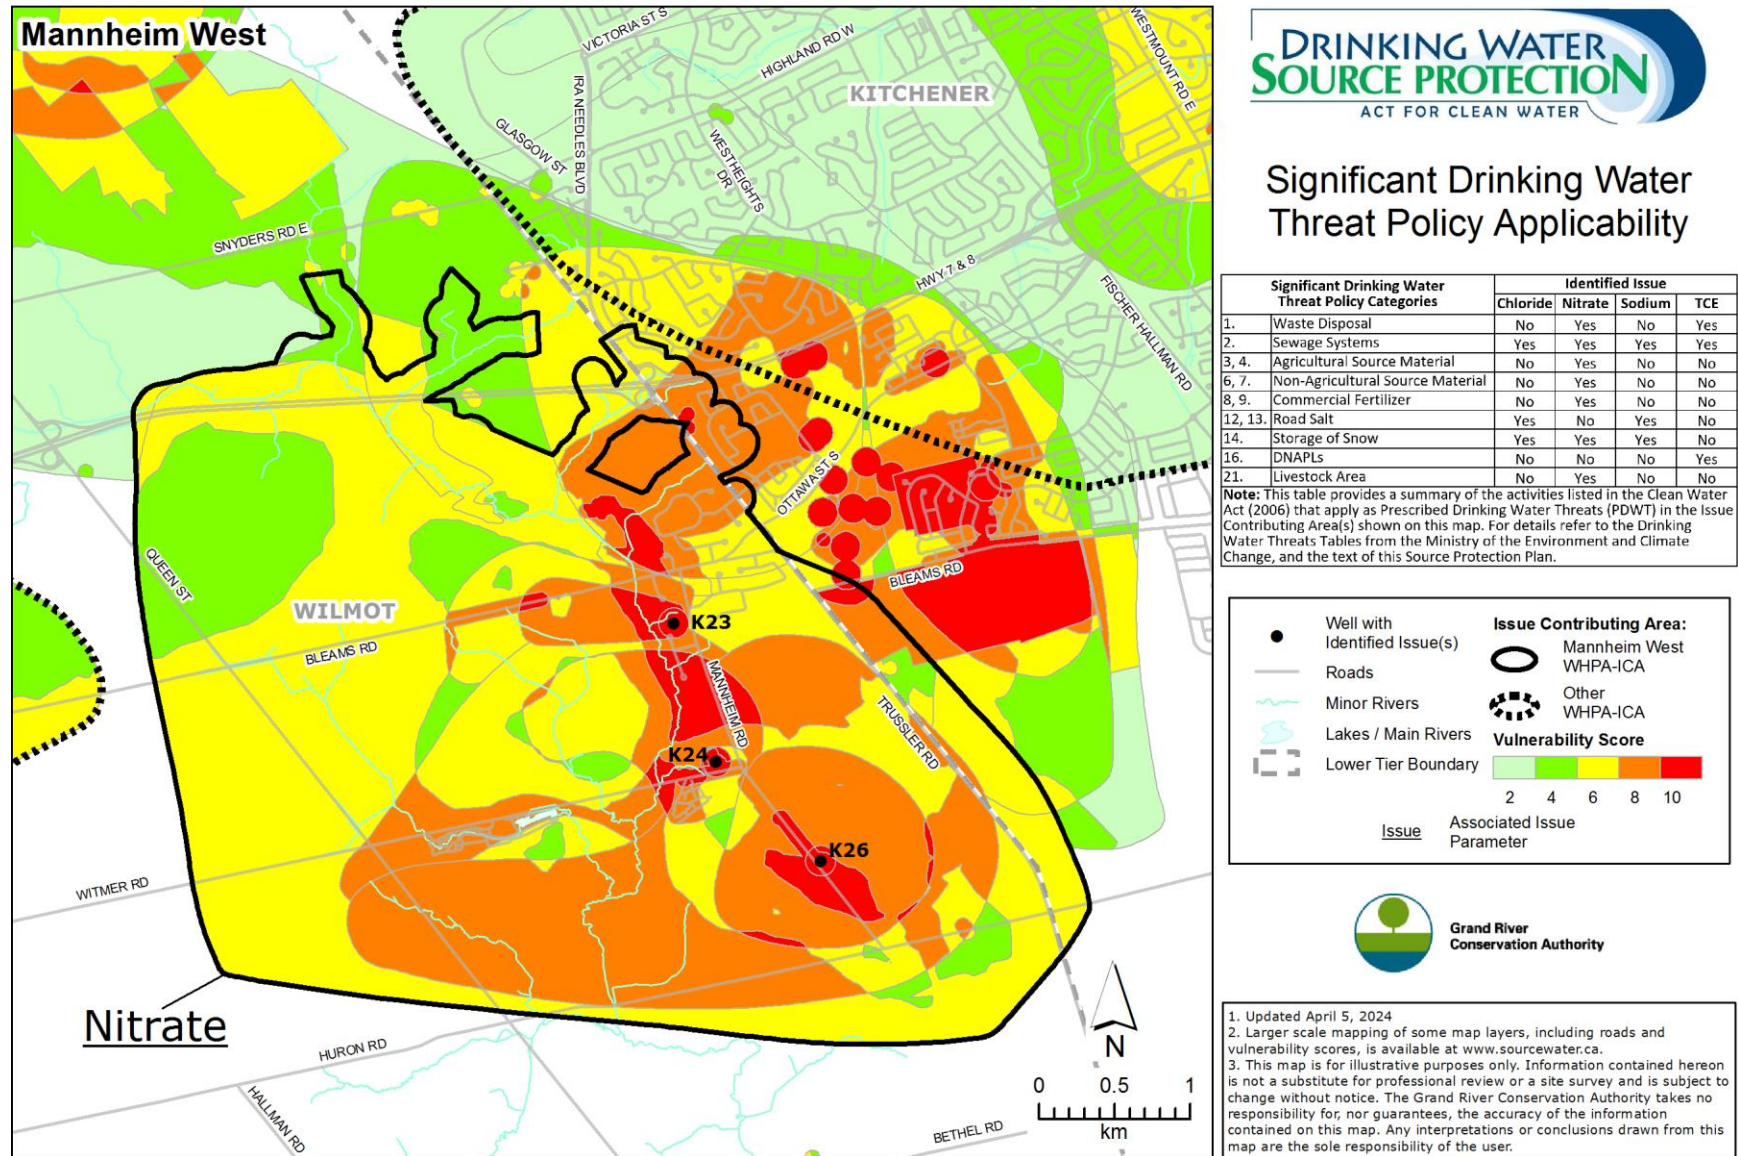 Mannheim West
VICTORIA ST S
HIGHLAND RD W
WESTMOUNT RD E
IRA NEEDLES BLVD
KITCHENER
GLASGOW ST
WESTHEIGHTS
DR
SNYDERS RD E
HWY 7 & 8
FISCHER HALLMAN RD
OTTAWA ST S
QUEEN ST
BLEAMS RD
WILMOT
K23
BLEAMS RD
MANNHEIM RD
TRUSSLER RD
K24
K26
WITMER RD
Nitrate
HURON RD
HALLMAN RD
BETHEL RD
N
0 0.5 1
km
DRINKING WATER
SOURCE PROTECTION
ACT FOR CLEAN WATER
Significant Drinking Water
Threat Policy Applicability
Significant Drinking Water
Threat Policy Categories
Identified Issue
Chloride Nitrate Sodium TCE
1. Waste Disposal No Yes No Yes
2. Sewage Systems Yes Yes Yes Yes
3, 4. Agricultural Source Material No Yes No No
6, 7. Non-Agricultural Source Material No Yes No No
8, 9. Commercial Fertilizer No Yes No No
12, 13. Road Salt Yes No Yes No
14. Storage of Snow Yes Yes Yes No
16. DNAPLs No No No Yes
21. Livestock Area No Yes No No
Note: This table provides a summary of the activities listed in the Clean Water
Act (2006) that apply as Prescribed Drinking Water Threats (PDWT) in the Issue
Contributing Area(s) shown on this map. For details refer to the Drinking
Water Threats Tables from the Ministry of the Environment and Climate
Change, and the text of this Source Protection Plan.
Well with
Identified Issue(s)
Roads
Minor Rivers
Lakes / Main Rivers
Lower Tier Boundary
Issue Contributing Area:
Mannheim West
WHPA-ICA
Other
WHPA-ICA
Vulnerability Score
2 4 6 8 10
Issue Associated Issue
Parameter
Grand River
Conservation Authority
1. Updated April 5, 2024
2. Larger scale mapping of some map layers, including roads and
vulnerability scores, is available at www.sourcewater.ca.
3. This map is for illustrative purposes only. Information contained hereon
is not a substitute for professional review or a site survey and is subject to
change without notice. The Grand River Conservation Authority takes no
responsibility for, nor guarantees, the accuracy of the information
contained on this map. Any interpretations or conclusions drawn from this
map are the sole responsibility of the user.